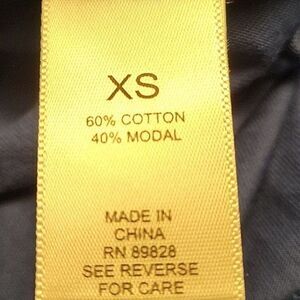 XS
60% COTTON
40% MODAL
MADE IN
CHINA
RN 89828
SEE REVERSE
FOR CARE